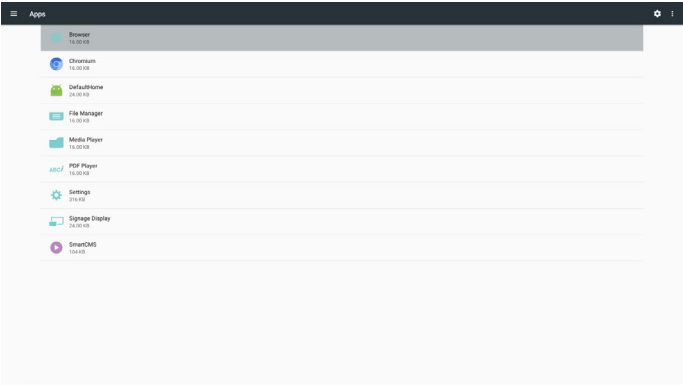 Apps
Browser
16.00 KB
Chromium
16.00 KB
DefaultHome
24.00 KB
File Manager
16.00 KB
Media Player
16.00 KB
ABC
PDF Player
16.00 KB
Settings
316 KB
Signage Display
24.00 KB
SmartCMS
104 KB